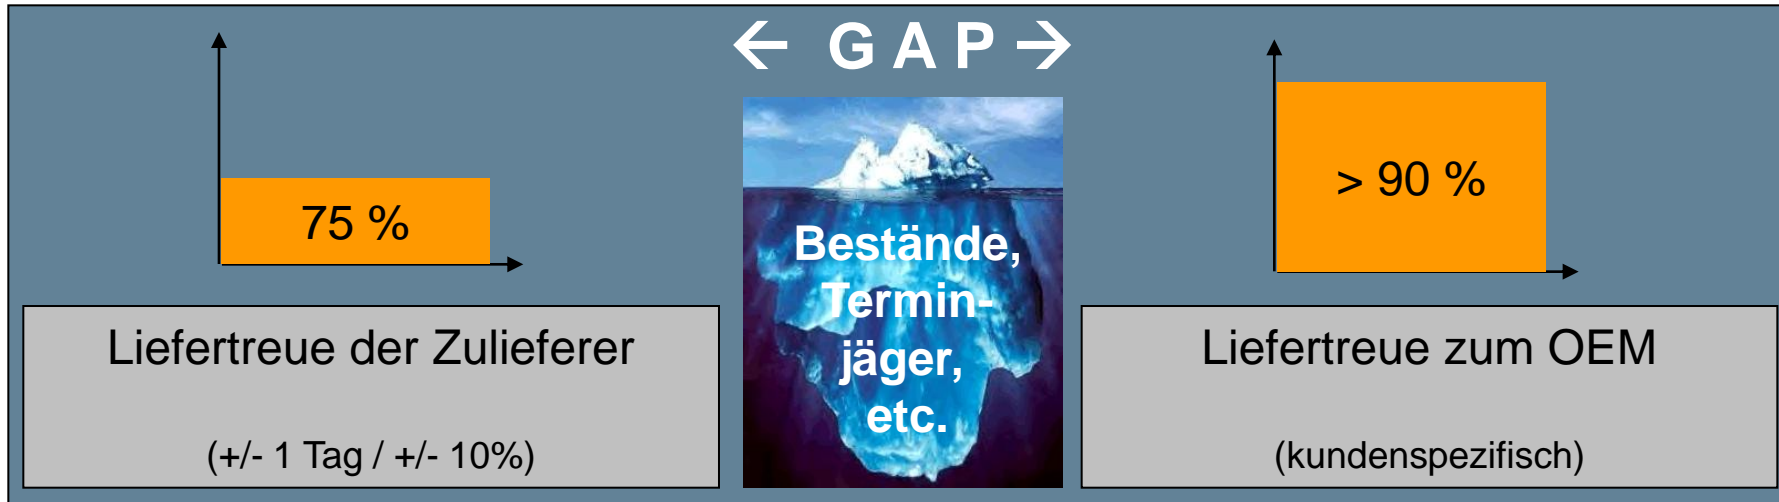 ← G A P →
75 %
Liefertreue der Zulieferer
(+/- 1 Tag / +/- 10%)
Bestände,
Termin-
jäger,
etc.
> 90 %
Liefertreue zum OEM
(kundenspezifisch)